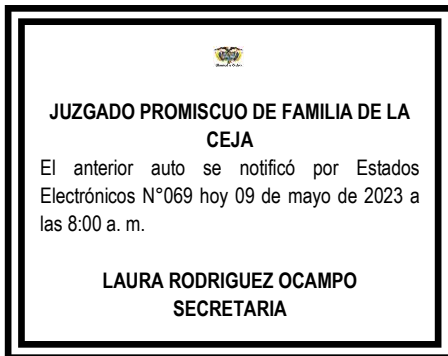 JUZGADO PROMISCUO DE FAMILIA DE LA
CEJA
El anterior auto se notificó por Estados
Electrónicos N°069 hoy 09 de mayo de 2023 a
las 8:00 a. m.
LAURA RODRIGUEZ OCAMPO
SECRETARIA